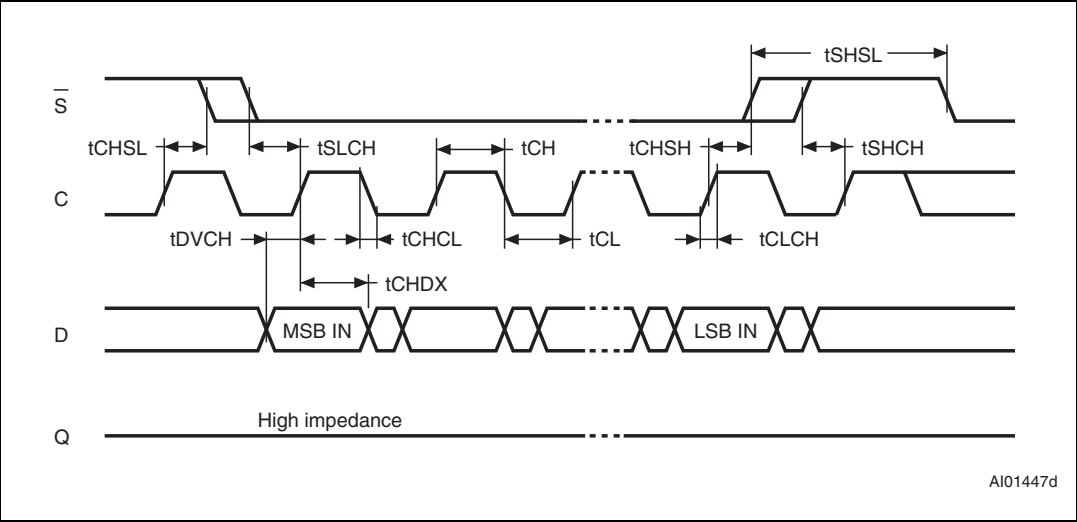 tSHSL
S
tCHSL
tSLCH
tCH
tCHSH
tSHCH
C
tDVCH
tCHCL
tCL
tCLCH
tCHDX
D
MSB IN
LSB IN
High impedance
Q
AI01447d